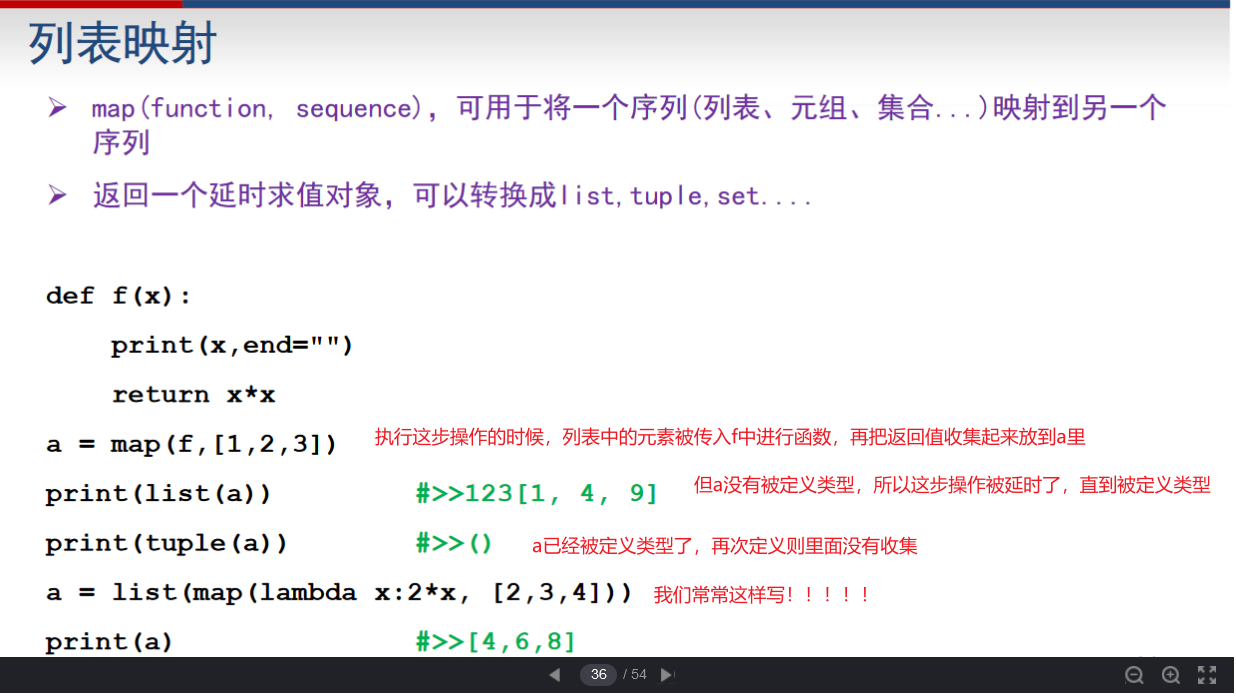 列表映射
map(function, sequence)，可用于将一个序列(列表、元组、集合...)映射到另一个
序列
返回一个延时求值对象，可以转换成list,tuple,set....
def f(x):
print(x,end="")
return x*x
a = map(f,[1,2,3])
执行这步操作的时候，列表中的元素被传入f中进行函数，再把返回值收集起来放到a里
print(list(a))
#>>123[1, 4, 9]
但a没有被定义类型，所以这步操作被延时了，直到被定义类型
print(tuple(a))
#>>()
a已经被定义类型了，再次定义则里面没有收集
a = list(map(lambda x:2*x, [2,3,4]))
我们常常这样写！！！！！
print(a)
#>>[4,6,8]
36 / 54